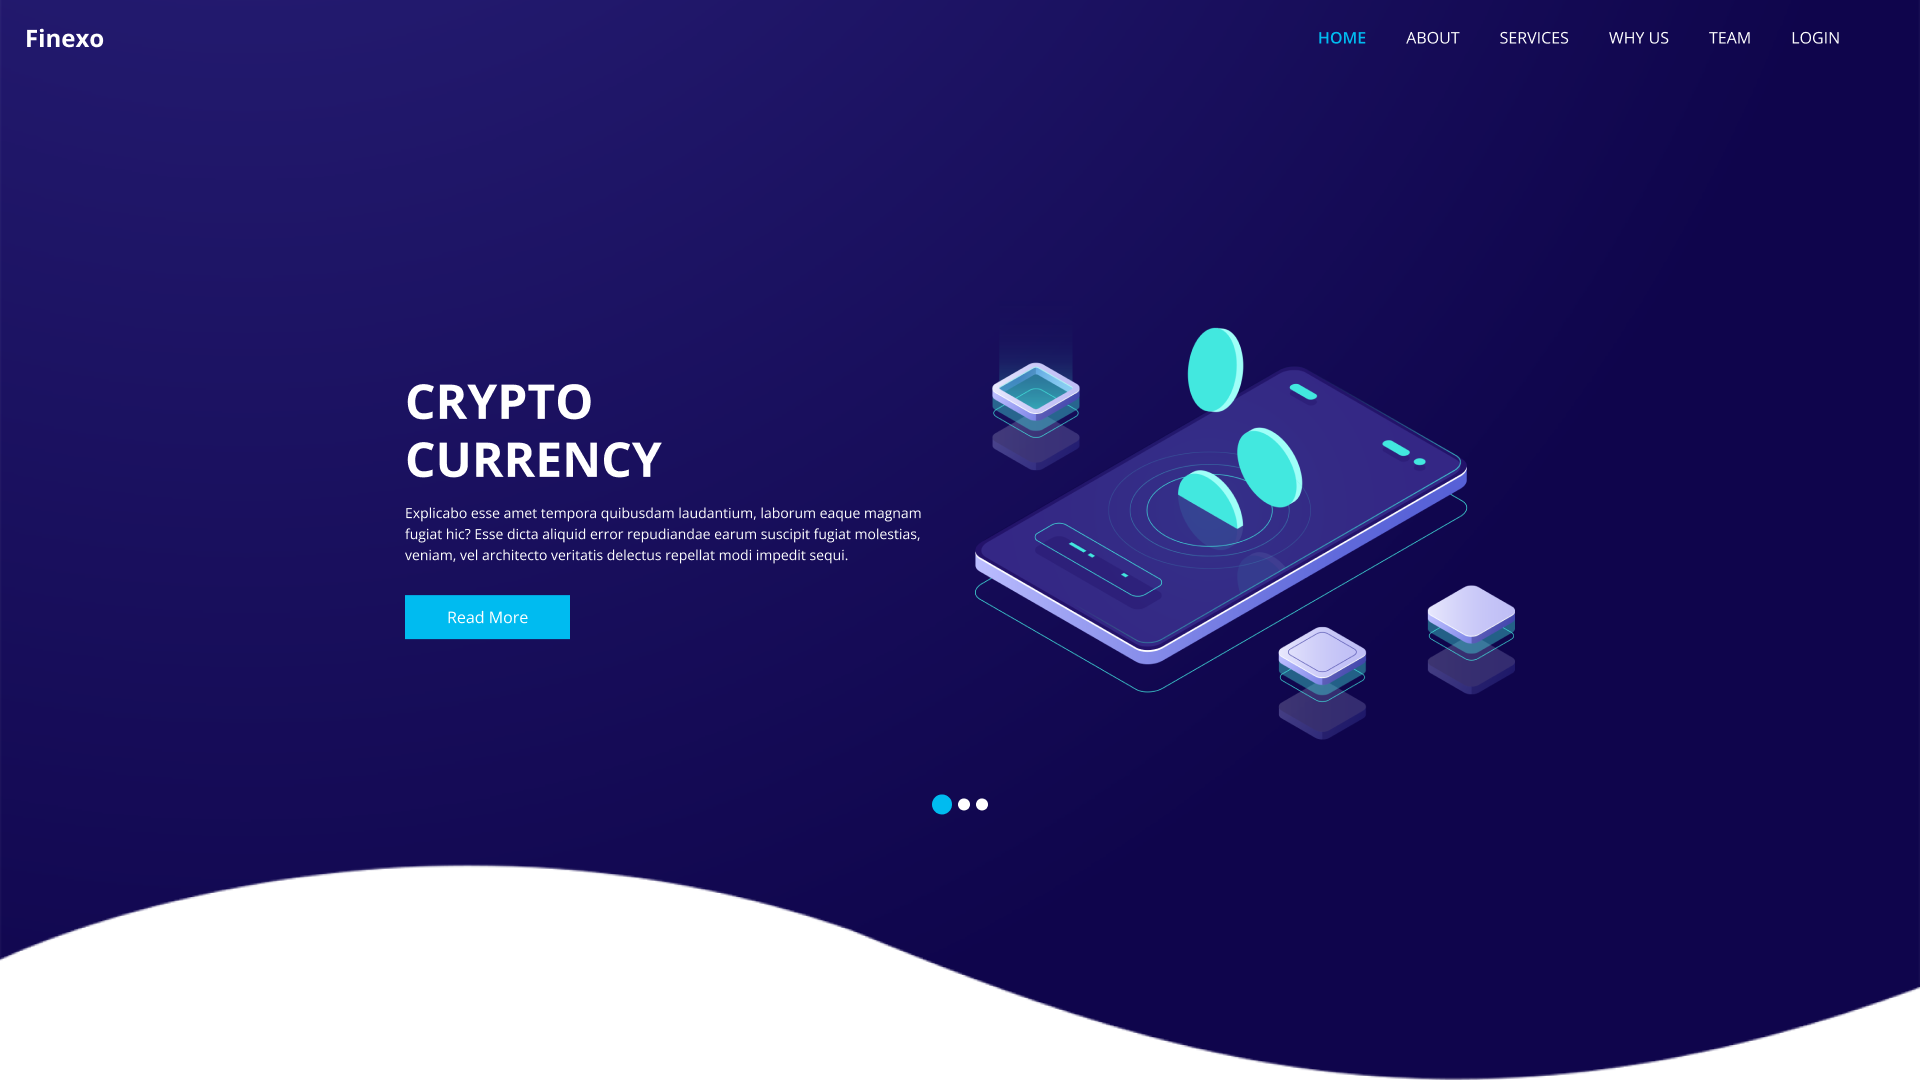 Finexo
HOME ABOUT SERVICES WHY US TEAM LOGIN
CRYPTO
CURRENCY
Explicabo esse amet tempora quibusdam laudantium, laborum eaque magnam
fugiat hic? Esse dicta aliquid error repudiandae earum suscipit fugiat molestias,
veniam, vel architecto veritatis delectus repellat modi impedit sequi.
Read More